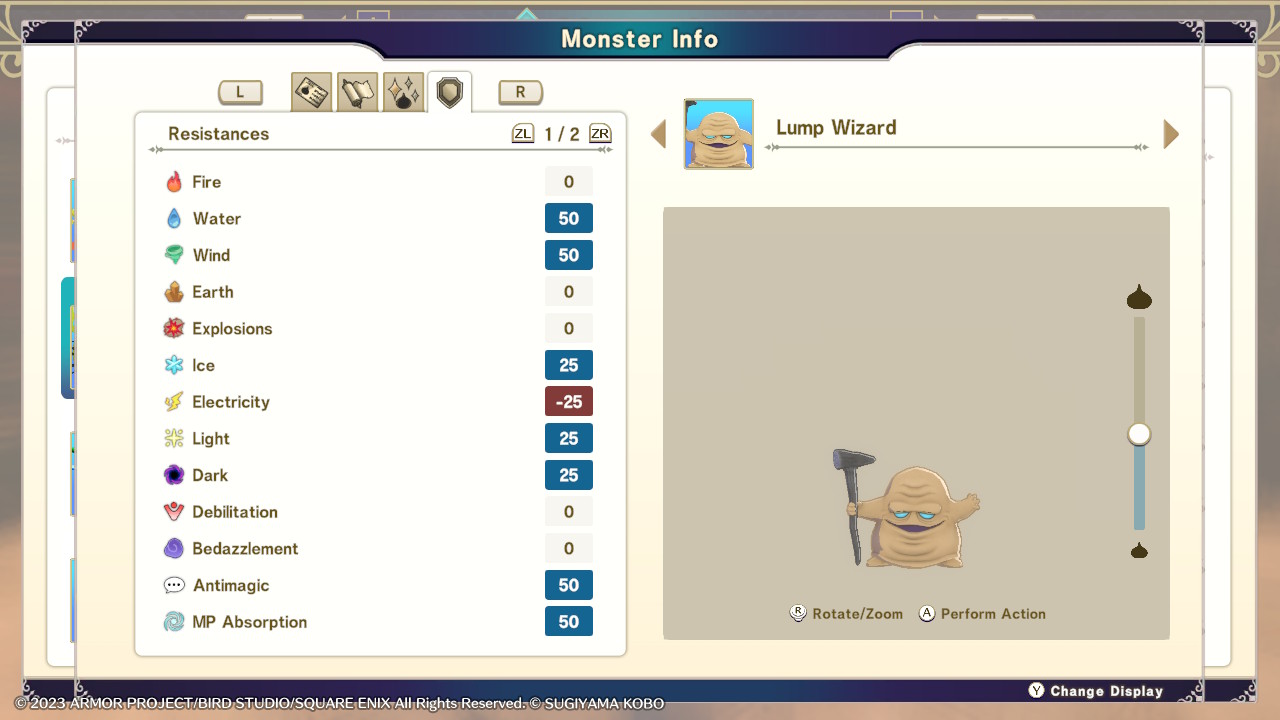 Monster Info
L
R
Resistances
ZL 1 / 2 ZR
Fire 0
Water 50
Wind 50
Earth 0
Explosions 0
Ice 25
Electricity -25
Light 25
Dark 25
Debilitation 0
Bedazzlement 0
Antimagic 50
MP Absorption 50
Lump Wizard
R Rotate/Zoom A Perform Action
Y Change Display
© 2023 ARMOR PROJECT/BIRD STUDIO/SQUARE ENIX All Rights Reserved. © SUGIYAMA KOBO